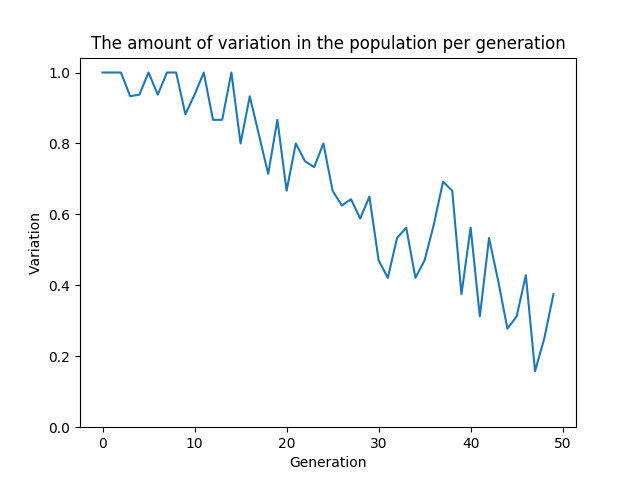 The amount of variation in the population per generation
1.0
0.8
0.6
0.4
0.2
0.0
Variation
0 10 20 30 40 50
Generation